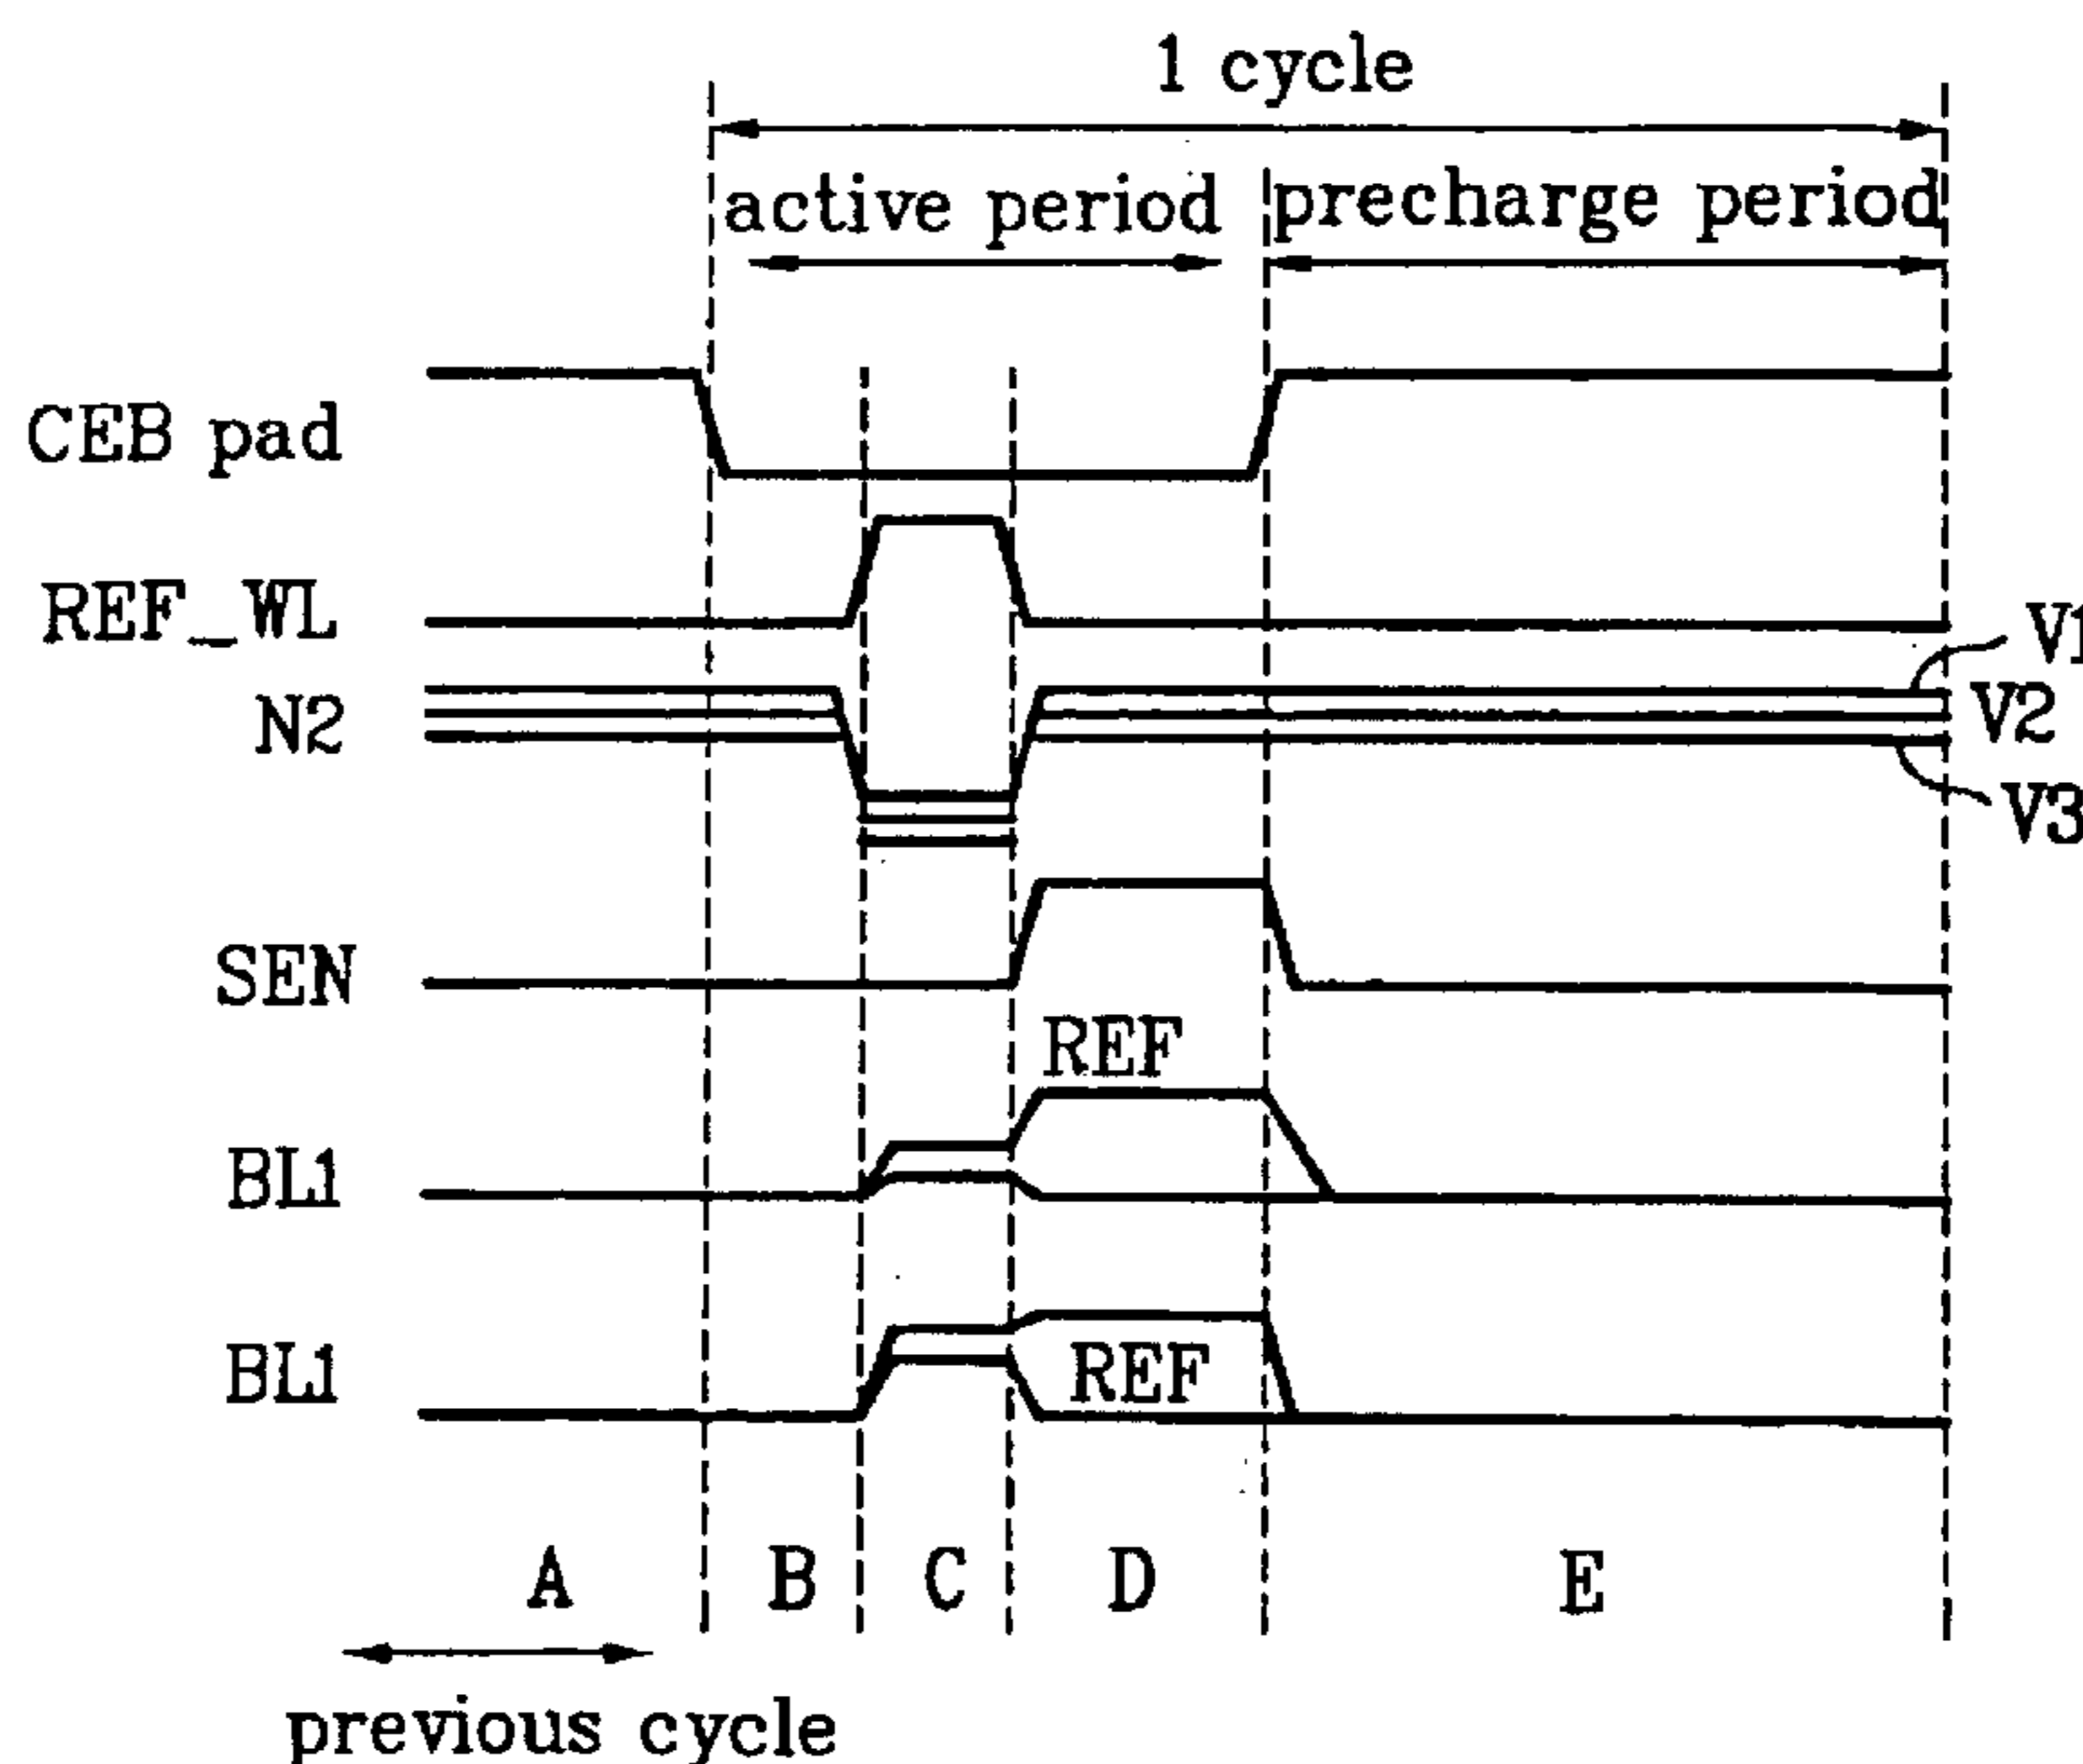 1 cycle
active period
precharge period
CEB pad
REF_WL
V1
N2
V2
V3
SEN
REF
BL1
BL1
REF
A
B
C
D
E
previous cycle